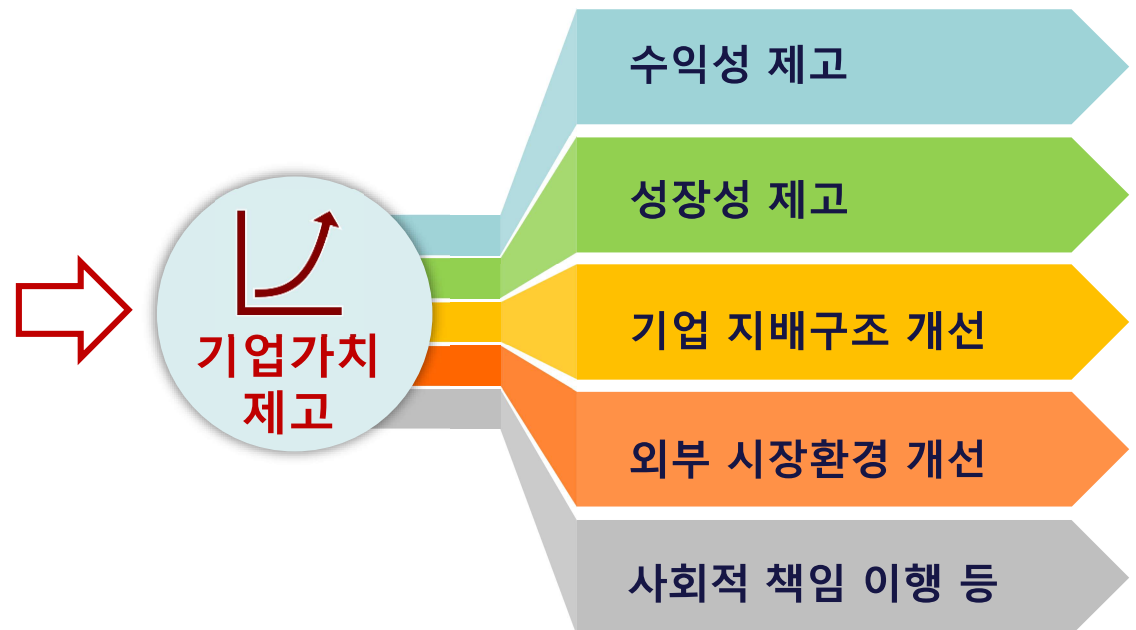 기업가치
제고
수익성 제고
성장성 제고
기업 지배구조 개선
외부 시장환경 개선
사회적 책임 이행 등